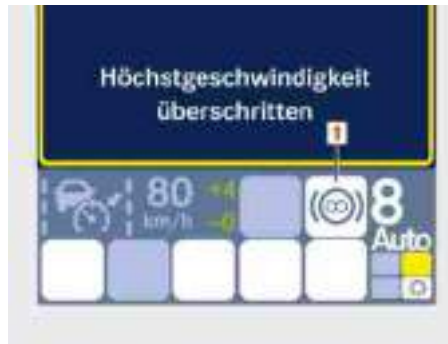 Höchstgeschwindigkeit
überschritten
1
80 +4
km/h -0
8
Auto